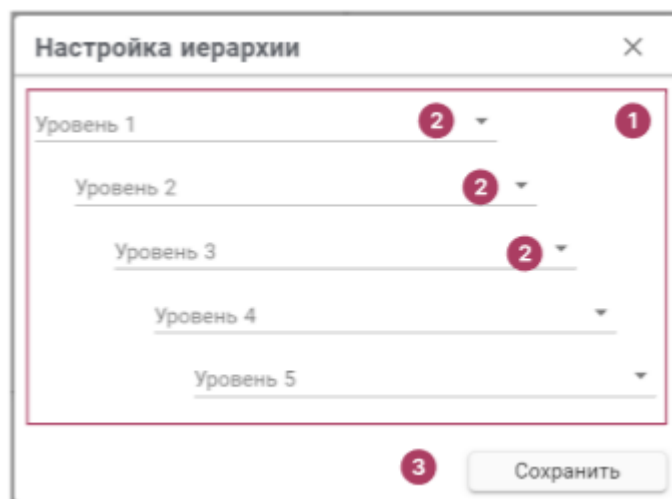 Настройка иерархии
Уровень 1 2 1
Уровень 2 2
Уровень 3 2
Уровень 4
Уровень 5
3 Сохранить